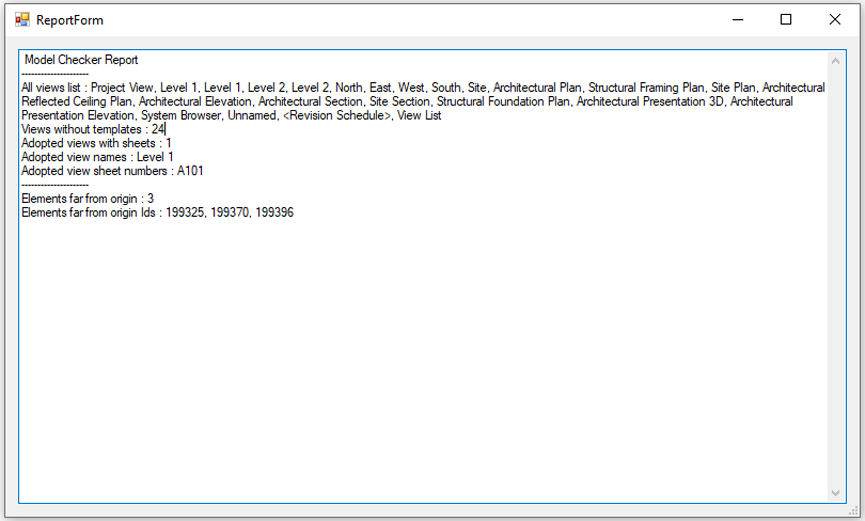 ReportForm
Model Checker Report
---------------------
All views list : Project View, Level 1, Level 1, Level 2, Level 2, North, East, West, South, Site, Architectural Plan, Structural Framing Plan, Site Plan, Architectural
Reflected Ceiling Plan, Architectural Elevation, Architectural Section, Site Section, Structural Foundation Plan, Architectural Presentation 3D, Architectural
Presentation Elevation, System Browser, Unnamed, <Revision Schedule>, View List
Views without templates : 24
Adopted views with sheets : 1
Adopted view names : Level 1
Adopted view sheet numbers : A101
---------------------
Elements far from origin : 3
Elements far from origin Ids : 199325, 199370, 199396